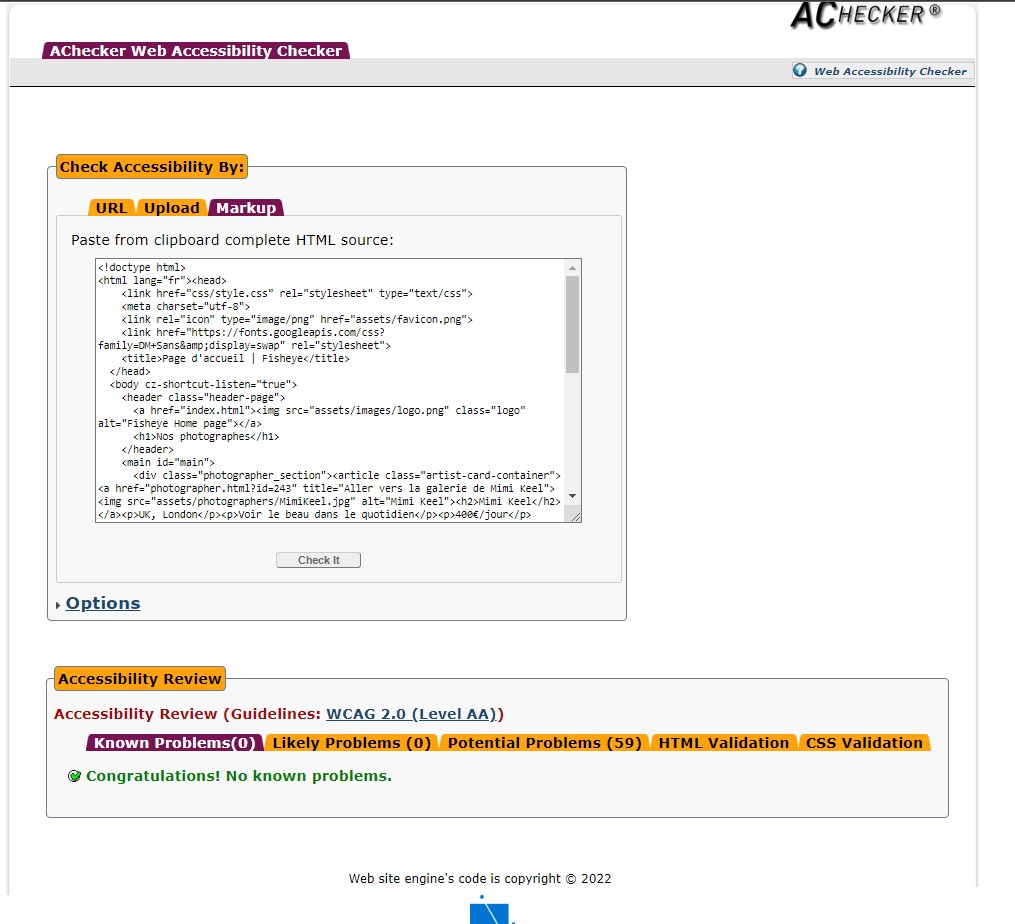 ACHECKER®
AChecker Web Accessibility Checker
Web Accessibility Checker
Check Accessibility By:
URL Upload Markup
Paste from clipboard complete HTML source:
<!doctype html>
<html lang="fr"><head>
<link href="css/style.css" rel="stylesheet" type="text/css">
<meta charset="utf-8">
<link rel="icon" type="image/png" href="assets/favicon.png">
<link href="https://fonts.googleapis.com/css?
family=DM+Sans&amp;display=swap" rel="stylesheet">
<title>Page d'accueil | Fisheye</title>
</head>
<body cz-shortcut-listen="true">
<header class="header-page">
<a href="index.html"><img src="assets/images/logo.png" class="logo"
alt="Fisheye Home page"></a>
<h1>Nos photographes</h1>
</header>
<main id="main">
<div class="photographer_section"><article class="artist-card-container">
<a href="photographer.html?id=243" title="Aller vers la galerie de Mimi Keel">
<img src="assets/photographers/MimiKeel.jpg" alt="Mimi Keel"><h2>Mimi Keel</h2>
</a><p>UK, London</p><p>Voir le beau dans le quotidien</p><p>400€/jour</p>
Check It
Options
Accessibility Review
Accessibility Review (Guidelines: WCAG 2.0 (Level AA))
Known Problems(0) Likely Problems (0) Potential Problems (59) HTML Validation CSS Validation
Congratulations! No known problems.
Web site engine's code is copyright © 2022